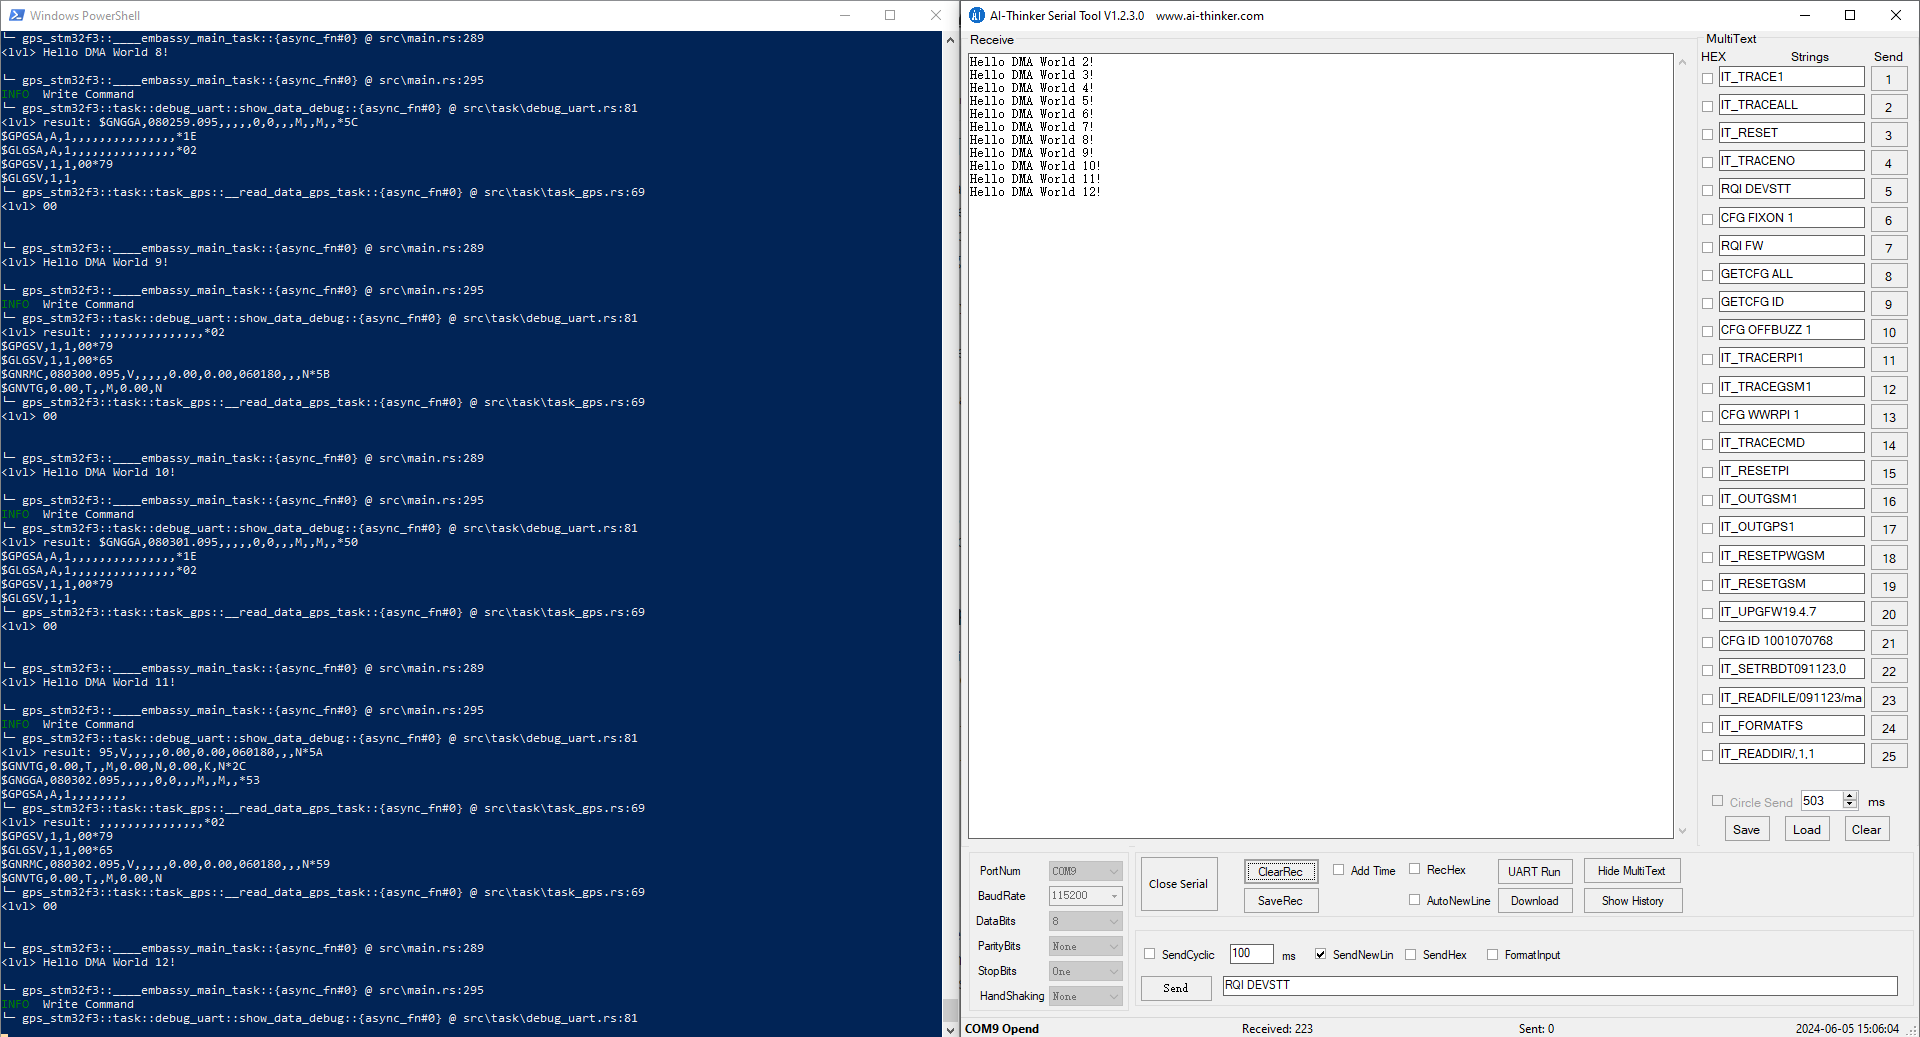 Windows PowerShell
└─ gps_stm32f3::____embassy_main_task::{async_fn#0} @ src\main.rs:289
<lvl> Hello DMA World 8!
└─ gps_stm32f3::____embassy_main_task::{async_fn#0} @ src\main.rs:295
INFO  Write Command
└─ gps_stm32f3::task::debug_uart::show_data_debug::{async_fn#0} @ src\task\debug_uart.rs:81
<lvl> result: $GNGGA,080259.095,,,,,0,0,,,M,,M,,*5C
$GPGSA,A,1,,,,,,,,,,,,,,,*1E
$GLGSA,A,1,,,,,,,,,,,,,,,*02
$GPGSV,1,1,00*79
$GLGSV,1,1,
└─ gps_stm32f3::task::task_gps::__read_data_gps_task::{async_fn#0} @ src\task\task_gps.rs:69
<lvl> 00
└─ gps_stm32f3::____embassy_main_task::{async_fn#0} @ src\main.rs:289
<lvl> Hello DMA World 9!
└─ gps_stm32f3::____embassy_main_task::{async_fn#0} @ src\main.rs:295
INFO  Write Command
└─ gps_stm32f3::task::debug_uart::show_data_debug::{async_fn#0} @ src\task\debug_uart.rs:81
<lvl> result: ,,,,,,,,,,,,,,,*02
$GPGSV,1,1,00*79
$GLGSV,1,1,00*65
$GNRMC,080300.095,V,,,,,0.00,0.00,060180,,,N*5B
$GNVTG,0.00,T,,M,0.00,N
└─ gps_stm32f3::task::task_gps::__read_data_gps_task::{async_fn#0} @ src\task\task_gps.rs:69
<lvl> 00
└─ gps_stm32f3::____embassy_main_task::{async_fn#0} @ src\main.rs:289
<lvl> Hello DMA World 10!
└─ gps_stm32f3::____embassy_main_task::{async_fn#0} @ src\main.rs:295
INFO  Write Command
└─ gps_stm32f3::task::debug_uart::show_data_debug::{async_fn#0} @ src\task\debug_uart.rs:81
<lvl> result: $GNGGA,080301.095,,,,,0,0,,,M,,M,,*50
$GPGSA,A,1,,,,,,,,,,,,,,,*1E
$GLGSA,A,1,,,,,,,,,,,,,,,*02
$GPGSV,1,1,00*79
$GLGSV,1,1,
└─ gps_stm32f3::task::task_gps::__read_data_gps_task::{async_fn#0} @ src\task\task_gps.rs:69
<lvl> 00
└─ gps_stm32f3::____embassy_main_task::{async_fn#0} @ src\main.rs:289
<lvl> Hello DMA World 11!
└─ gps_stm32f3::____embassy_main_task::{async_fn#0} @ src\main.rs:295
INFO  Write Command
└─ gps_stm32f3::task::debug_uart::show_data_debug::{async_fn#0} @ src\task\debug_uart.rs:81
<lvl> result: 95,V,,,,,0.00,0.00,060180,,,N*5A
$GNVTG,0.00,T,,M,0.00,N,0.00,K,N*2C
$GNGGA,080302.095,,,,,0,0,,,M,,M,,*53
$GPGSA,A,1,,,,,,,,
└─ gps_stm32f3::task::task_gps::__read_data_gps_task::{async_fn#0} @ src\task\task_gps.rs:69
<lvl> result: ,,,,,,,,,,,,,,,*02
$GPGSV,1,1,00*79
$GLGSV,1,1,00*65
$GNRMC,080302.095,V,,,,,0.00,0.00,060180,,,N*59
$GNVTG,0.00,T,,M,0.00,N
└─ gps_stm32f3::task::task_gps::__read_data_gps_task::{async_fn#0} @ src\task\task_gps.rs:69
<lvl> 00
└─ gps_stm32f3::____embassy_main_task::{async_fn#0} @ src\main.rs:289
<lvl> Hello DMA World 12!
└─ gps_stm32f3::____embassy_main_task::{async_fn#0} @ src\main.rs:295
INFO  Write Command
└─ gps_stm32f3::task::debug_uart::show_data_debug::{async_fn#0} @ src\task\debug_uart.rs:81
AI-Thinker Serial Tool V1.2.3.0   www.ai-thinker.com
Receive
Hello DMA World 2!
Hello DMA World 3!
Hello DMA World 4!
Hello DMA World 5!
Hello DMA World 6!
Hello DMA World 7!
Hello DMA World 8!
Hello DMA World 9!
Hello DMA World 10!
Hello DMA World 11!
Hello DMA World 12!
MultiText
HEX Strings Send
IT_TRACE1 1
IT_TRACEALL 2
IT_RESET 3
IT_TRACENO 4
RQI DEVSTT 5
CFG FIXON 1 6
RQI FW 7
GETCFG ALL 8
GETCFG ID 9
CFG OFFBUZZ 1 10
IT_TRACERPI1 11
IT_TRACEGSM1 12
CFG WWRPI 1 13
IT_TRACECMD 14
IT_RESETPI 15
IT_OUTGSM1 16
IT_OUTGPS1 17
IT_RESETPWGSM 18
IT_RESETGSM 19
IT_UPGFW19.4.7 20
CFG ID 1001070768 21
IT_SETRBDT091123,0 22
IT_READFILE/091123/ma 23
IT_FORMATFS 24
IT_READDIR/,1,1 25
Circle Send 503 ms
Save Load Clear
PortNum COM9
BaudRate 115200
DataBits 8
ParityBits None
StopBits One
HandShaking None
Close Serial
ClearRec Add Time RecHex UART Run Hide MultiText
SaveRec AutoNewLine Download Show History
SendCyclic 100 ms SendNewLin SendHex FormatInput
Send RQI DEVSTT
COM9 Opend Received: 223 Sent: 0 2024-06-05 15:06:04